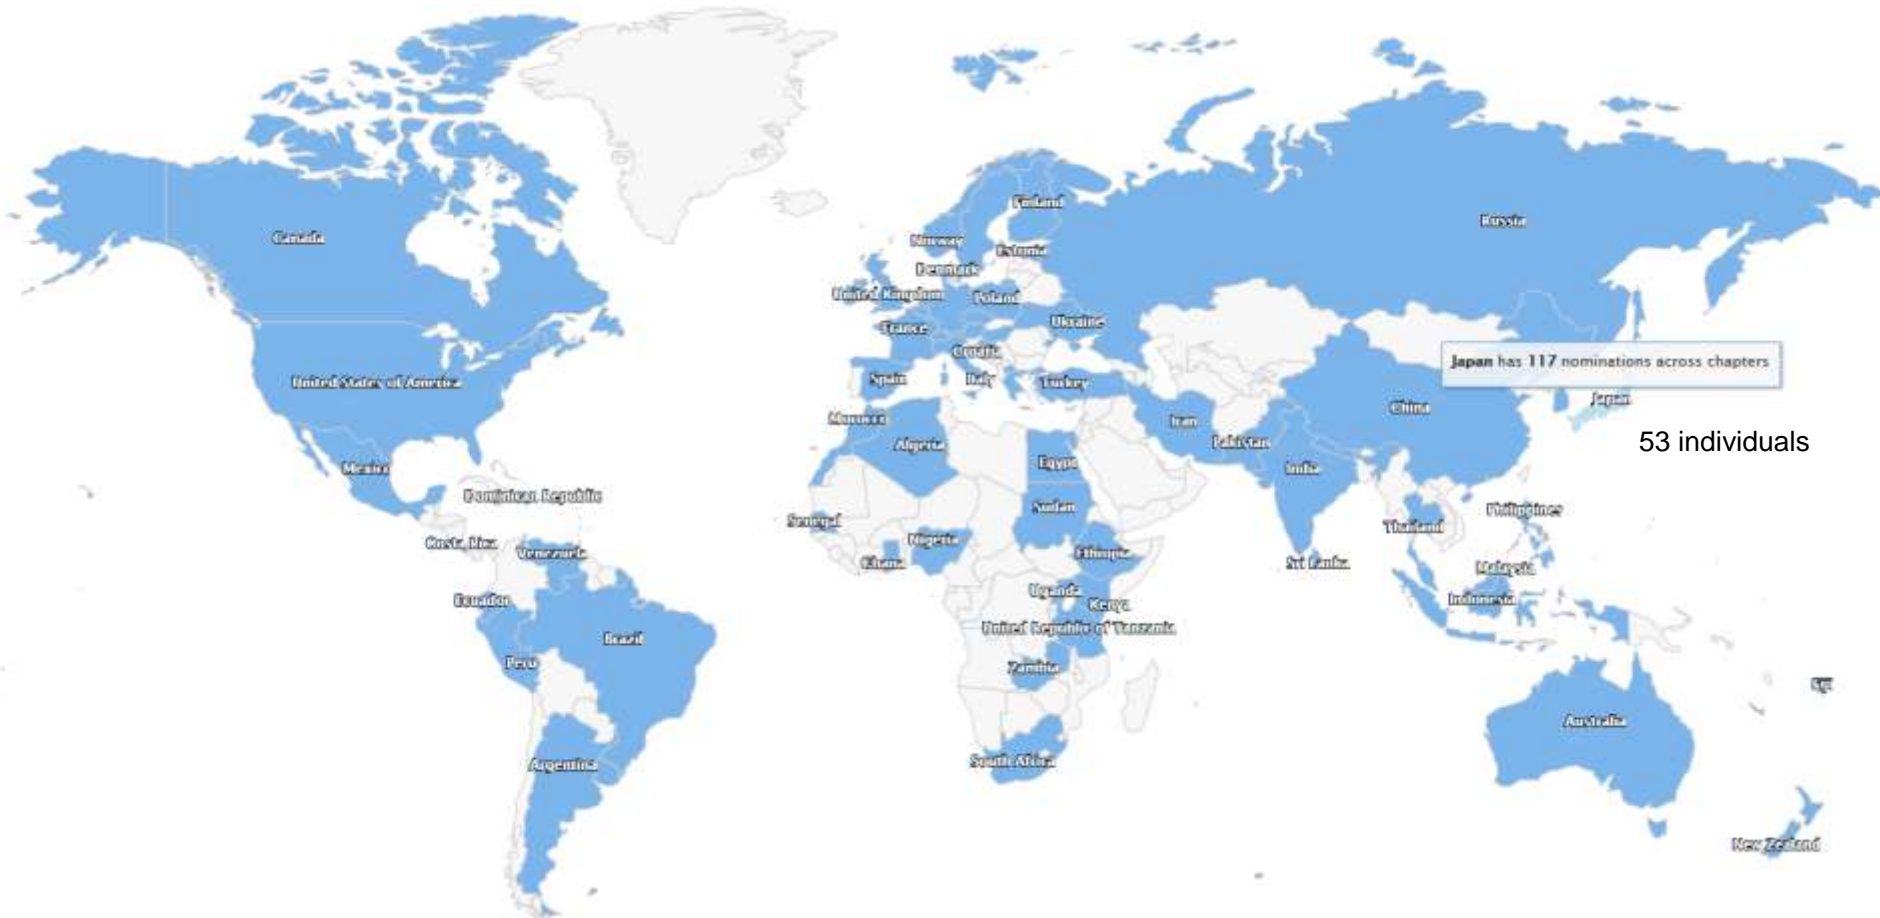 Finland
Russia
Canada
Norway
Estonia
Denmark
United Kingdom
Poland
Ukraine
France
Croatia
Japan has 117 nominations across chapters
United States of America
Spain
Italy
Turkey
Japan
China
Morocco
Iran
Algeria
Pakistan
53 individuals
Mexico
Egypt
India
Dominican Republic
Sudan
Philippines
Senegal
Thailand
Costa Rica
Venezuela
Nigeria
Ethiopia
Ghana
Sri Lanka
Malaysia
Ecuador
Uganda
Kenya
Indonesia
United Republic of Tanzania
Brazil
Peru
Zambia
Fiji
Australia
Argentina
South Africa
New Zealand